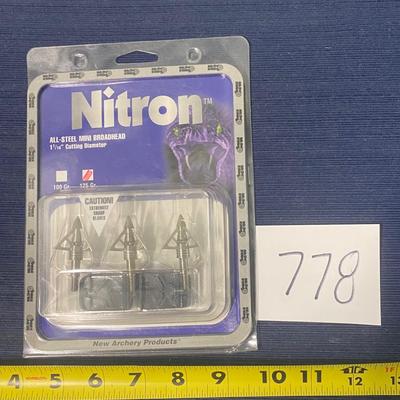 Nitron™
ALL-STEEL MINI BROADHEAD
1 1/16" Cutting Diameter
100 Gr. 125 Gr.
CAUTION!
EXTREMELY
SHARP
BLADES
778
New Archery Products®
4 5 6 7 8 9 10 11 12 13